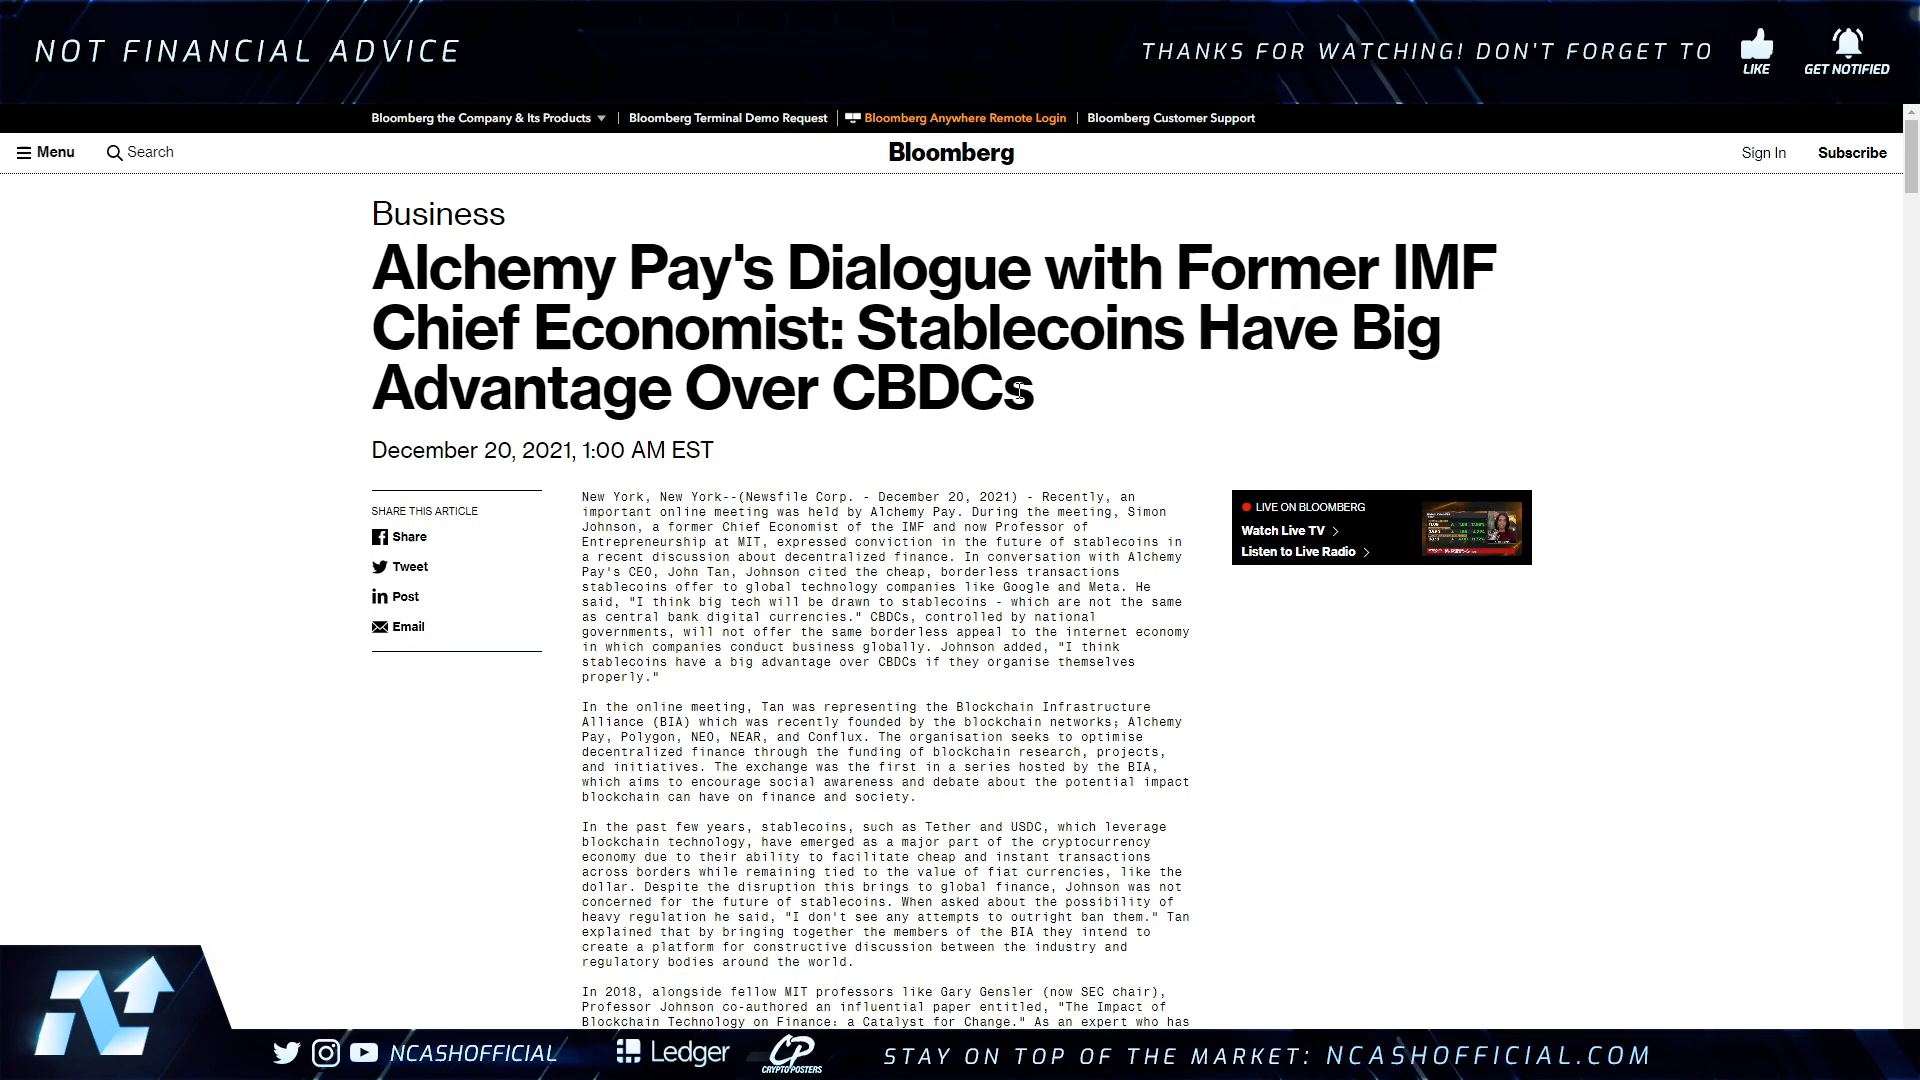 NOT FINANCIAL ADVICE
THANKS FOR WATCHING! DON'T FORGET TO
LIKE
GET NOTIFIED
Bloomberg the Company & Its Products
Bloomberg Terminal Demo Request
Bloomberg Anywhere Remote Login
Bloomberg Customer Support
Menu
Search
Bloomberg
Sign In
Subscribe
Business
Alchemy Pay's Dialogue with Former IMF
Chief Economist: Stablecoins Have Big
Advantage Over CBDCs
December 20, 2021, 1:00 AM EST
SHARE THIS ARTICLE
Share
Tweet
Post
Email
New York, New York--(Newsfile Corp. - December 20, 2021) - Recently, an
important online meeting was held by Alchemy Pay. During the meeting, Simon
Johnson, a former Chief Economist of the IMF and now Professor of
Entrepreneurship at MIT, expressed conviction in the future of stablecoins in
a recent discussion about decentralized finance. In conversation with Alchemy
Pay's CEO, John Tan, Johnson cited the cheap, borderless transactions
stablecoins offer to global technology companies like Google and Meta. He
said, "I think big tech will be drawn to stablecoins - which are not the same
as central bank digital currencies." CBDCs, controlled by national
governments, will not offer the same borderless appeal to the internet economy
in which companies conduct business globally. Johnson added, "I think
stablecoins have a big advantage over CBDCs if they organise themselves
properly."
In the online meeting, Tan was representing the Blockchain Infrastructure
Alliance (BIA) which was recently founded by the blockchain networks; Alchemy
Pay, Polygon, NEO, NEAR, and Conflux. The organisation seeks to optimise
decentralized finance through the funding of blockchain research, projects,
and initiatives. The exchange was the first in a series hosted by the BIA,
which aims to encourage social awareness and debate about the potential impact
blockchain can have on finance and society.
In the past few years, stablecoins, such as Tether and USDC, which leverage
blockchain technology, have emerged as a major part of the cryptocurrency
economy due to their ability to facilitate cheap and instant transactions
across borders while remaining tied to the value of fiat currencies, like the
dollar. Despite the disruption this brings to global finance, Johnson was not
concerned for the future of stablecoins. When asked about the possibility of
heavy regulation he said, "I don't see any attempts to outright ban them." Tan
explained that by bringing together the members of the BIA they intend to
create a platform for constructive discussion between the industry and
regulatory bodies around the world.
In 2018, alongside fellow MIT professors like Gary Gensler (now SEC chair),
Professor Johnson co-authored an influential paper entitled, "The Impact of
Blockchain Technology on Finance: a Catalyst for Change." As an expert who has
LIVE ON BLOOMBERG
Watch Live TV
Listen to Live Radio
NCASHOFFICIAL
Ledger
CP
CRYPTOPOSTERS
STAY ON TOP OF THE MARKET: NCASHOFFICIAL.COM